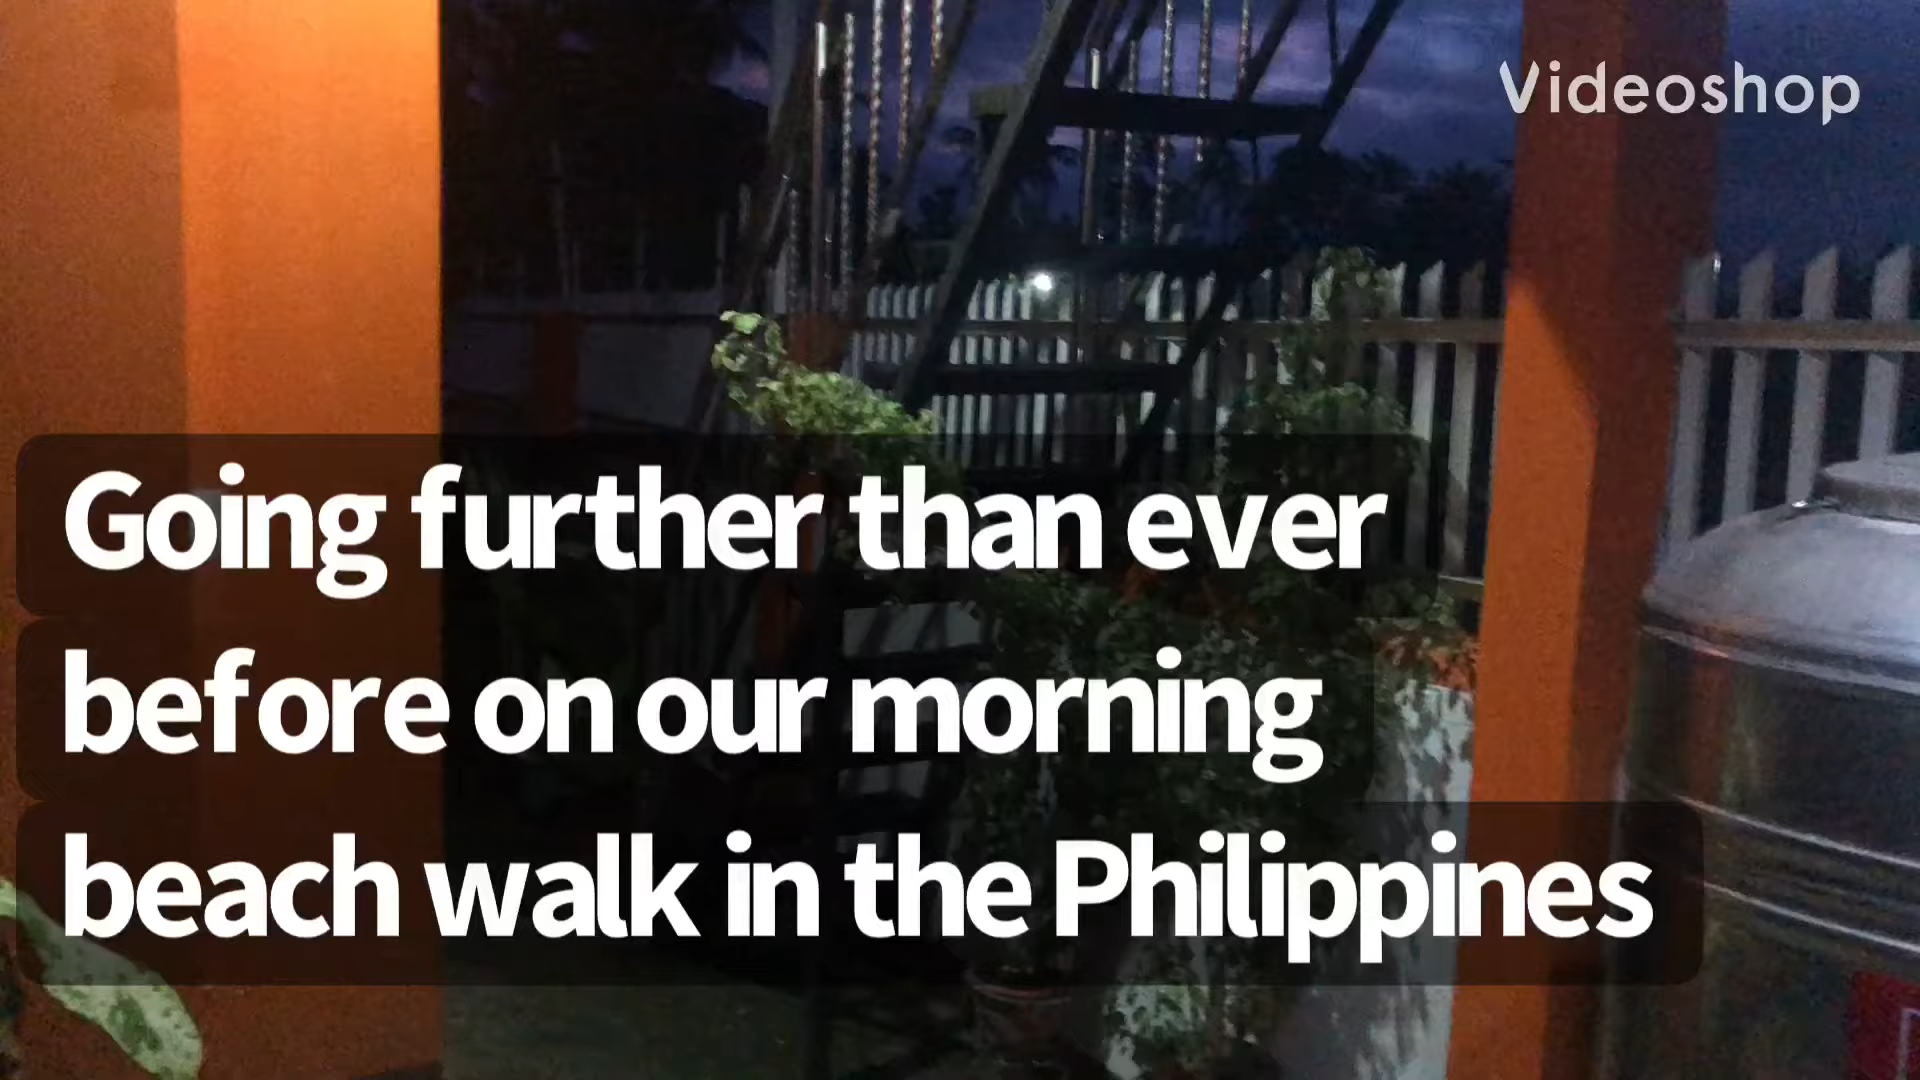 Videoshop
Going further than ever
before on our morning
beach walk in the Philippines